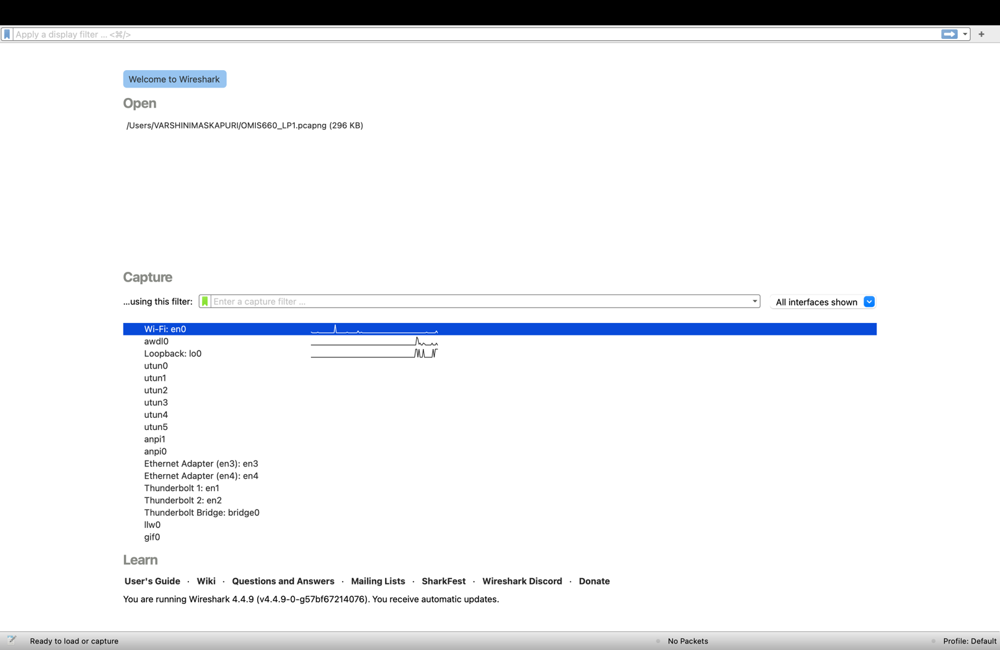 Apply a display filter ... <⌘/>
+
Welcome to Wireshark
Open
/Users/VARSHINIMASKAPURI/OMIS660_LP1.pcapng (296 KB)
Capture
...using this filter: Enter a capture filter ... All interfaces shown
Wi-Fi: en0
awdl0
Loopback: lo0
utun0
utun1
utun2
utun3
utun4
utun5
anpi1
anpi0
Ethernet Adapter (en3): en3
Ethernet Adapter (en4): en4
Thunderbolt 1: en1
Thunderbolt 2: en2
Thunderbolt Bridge: bridge0
llw0
gif0
Learn
User's Guide · Wiki · Questions and Answers · Mailing Lists · SharkFest · Wireshark Discord · Donate
You are running Wireshark 4.4.9 (v4.4.9-0-g57bf67214076). You receive automatic updates.
Ready to load or capture No Packets Profile: Default